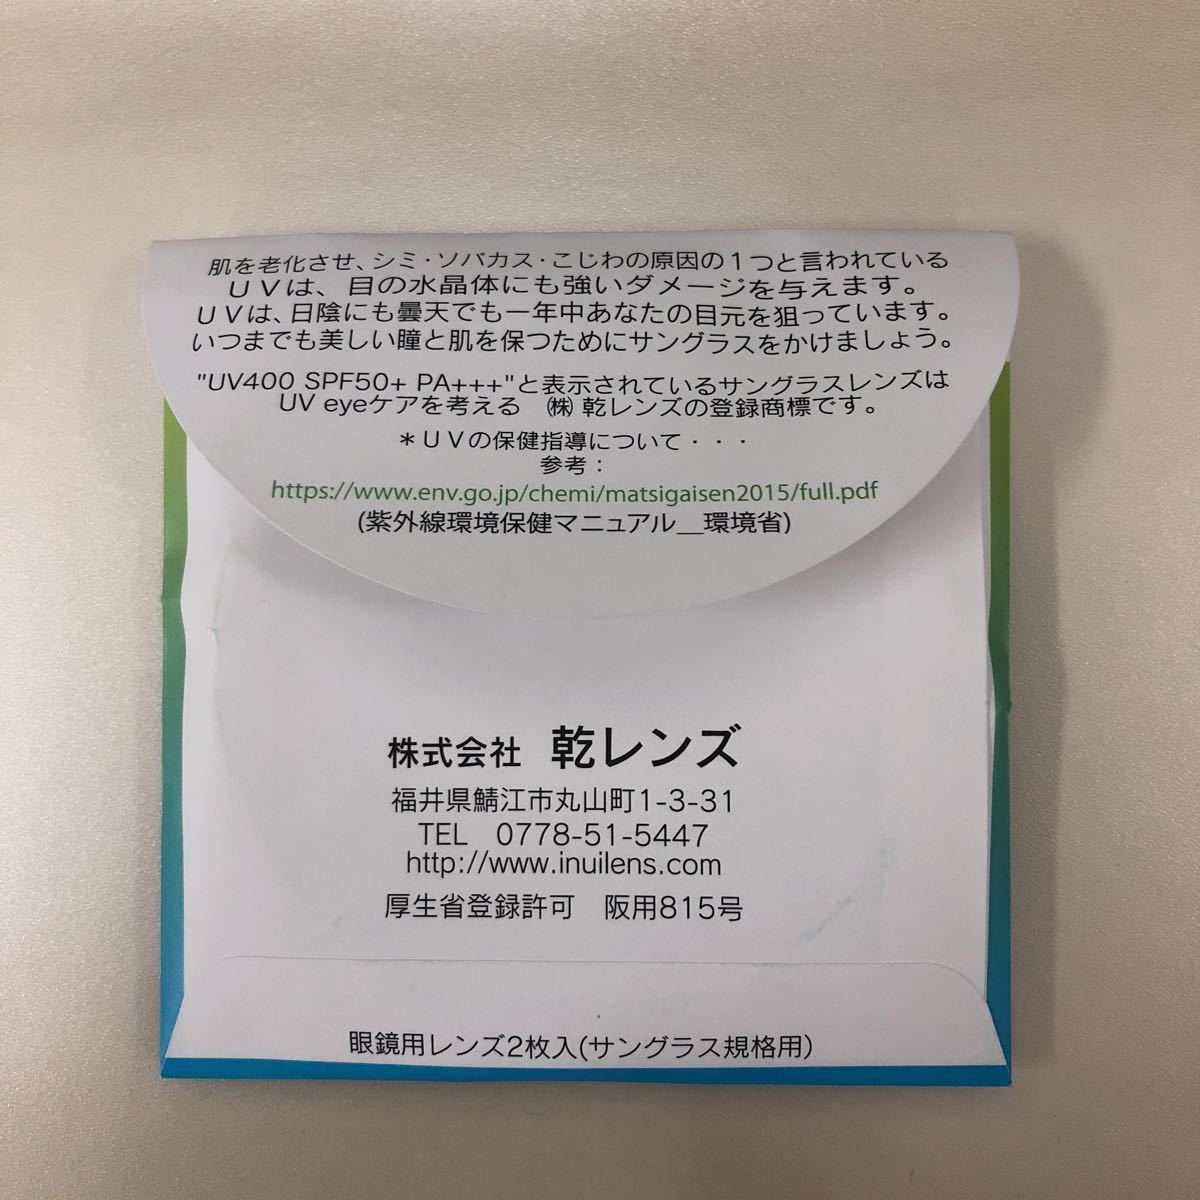 肌を老化させ、シミ・ソバカス・こじわの原因の１つと言われている
ＵＶは、目の水晶体にも強いダメージを与えます。
ＵＶは、日陰にも曇天でも一年中あなたの目元を狙っています。
いつまでも美しい瞳と肌を保つためにサングラスをかけましょう。
"UV400 SPF50+ PA+++"と表示されているサングラスレンズは
UV eyeケアを考える　㈱ 乾レンズの登録商標です。
＊ＵＶの保健指導について・・・
参考：
https://www.env.go.jp/chemi/matsigaisen2015/full.pdf
(紫外線環境保健マニュアル__環境省)
株式会社　乾レンズ
福井県鯖江市丸山町1-3-31
TEL　0778-51-5447
http://www.inuilens.com
厚生省登録許可　阪用815号
眼鏡用レンズ2枚入(サングラス規格用)